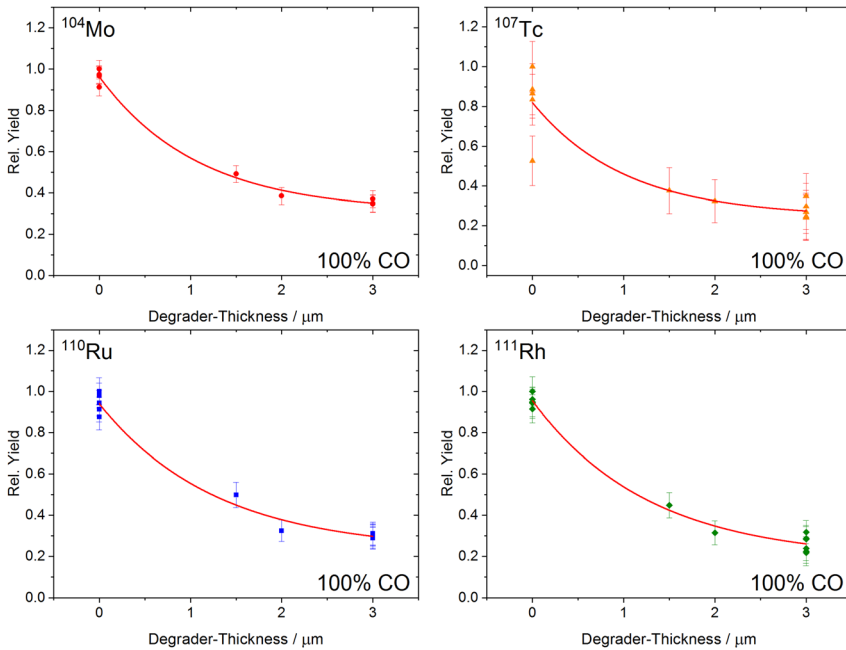 104Mo
1.2
1.0
0.8
0.6
0.4
0.2
0.0
Rel. Yield
100% CO
0 1 2 3
Degrader-Thickness / μm
107Tc
1.2
1.0
0.8
0.6
0.4
0.2
0.0
Rel. Yield
100% CO
0 1 2 3
Degrader-Thickness / μm
110Ru
1.2
1.0
0.8
0.6
0.4
0.2
0.0
Rel. Yield
100% CO
0 1 2 3
Degrader-Thickness / μm
111Rh
1.2
1.0
0.8
0.6
0.4
0.2
0.0
Rel. Yield
100% CO
0 1 2 3
Degrader-Thickness / μm